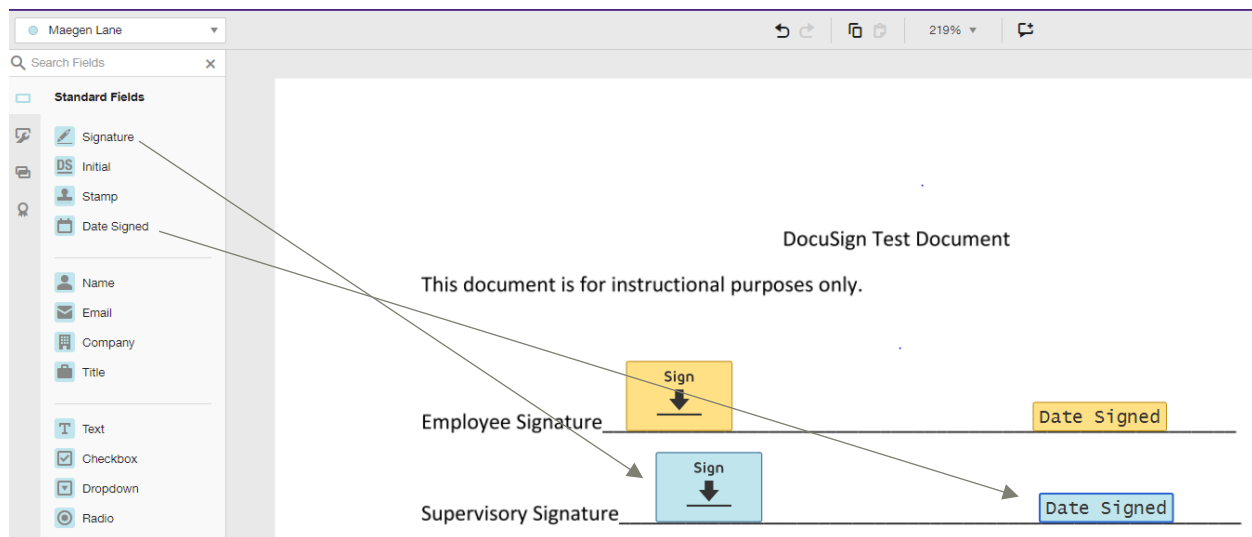 Maegen Lane
219%
Search Fields
Standard Fields
Signature
DS Initial
Stamp
Date Signed
Name
Email
Company
Title
T Text
Checkbox
Dropdown
Radio
DocuSign Test Document
This document is for instructional purposes only.
Sign
Employee Signature Date Signed
Sign
Supervisory Signature Date Signed